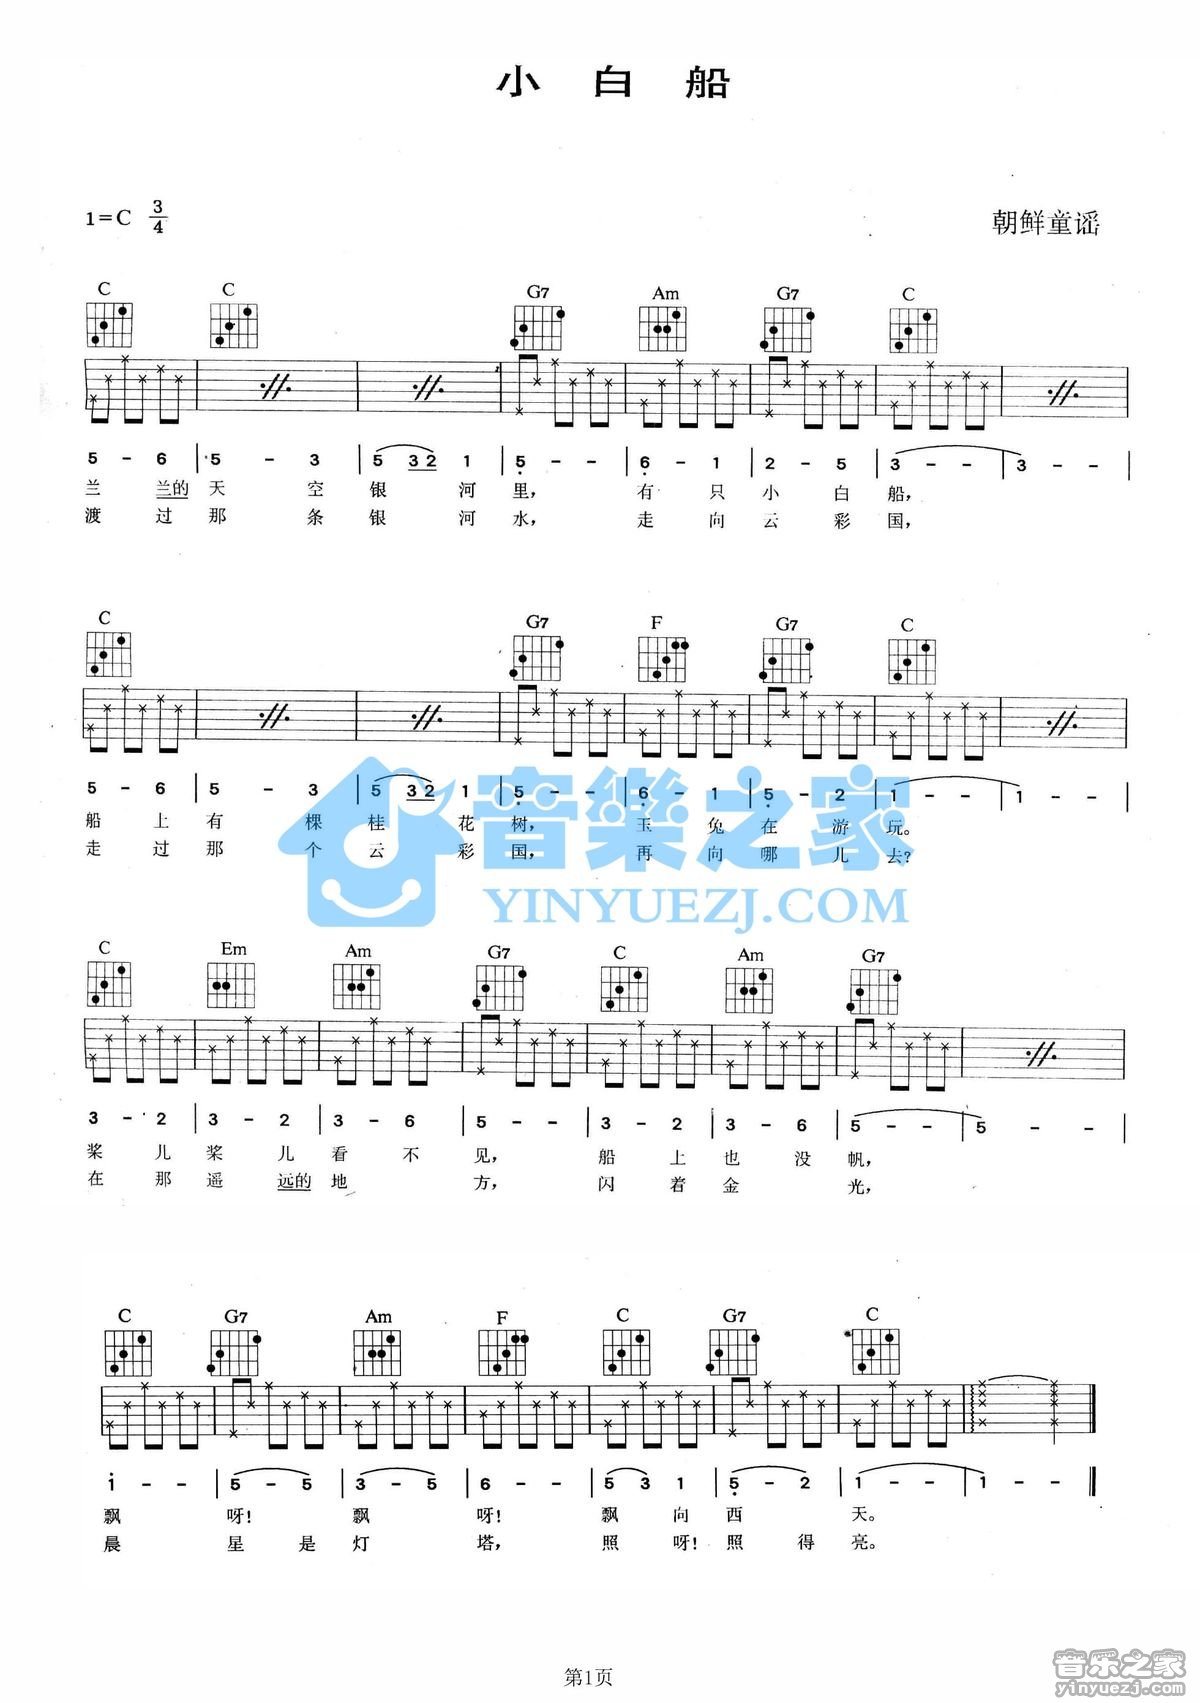 小白船
1=C 3/4
朝鲜童谣
C C G7 Am G7 C
5 - 6 | 5 - 3 | 5 32 1 | 5 - - | 6 - 1 | 2 - 5 | 3 - - | 3 - - |
兰 兰的 天 空 银 河 里, 有 只 小 白 船,
渡 过 那 条 银 河 水, 走 向 云 彩 国,
C G7 F G7 C
5 - 6 | 5 - 3 | 5 32 1 | 5 - - | 6 - 1 | 5 - 2 | 1 - - | 1 - - |
船 上 有 棵 桂 花 树, 玉 兔 在 游 玩。
走 过 那 个 云 彩 国, 再 向 哪 儿 去?
音樂之家
YINYUEZJ.COM
C Em Am G7 C Am G7
3 - 2 | 3 - 2 | 3 - 6 | 5 - - | 3 - 2 | 3 - 6 | 5 - - | 5 - - |
桨 儿 桨 儿 看 不 见, 船 上 也 没 帆,
在 那 遥 远的 地 方, 闪 着 金 光,
C G7 Am F C G7 C
1 - - | 5 - 5 | 3 - 5 | 6 - - | 5 3 1 | 5 - 2 | 1 - - | 1 - - ‖
飘 呀! 飘 呀! 飘 向 西 天。
晨 星 是 灯 塔, 照 呀! 照 得 亮。
第1页
音乐之家
yinyuezj.com